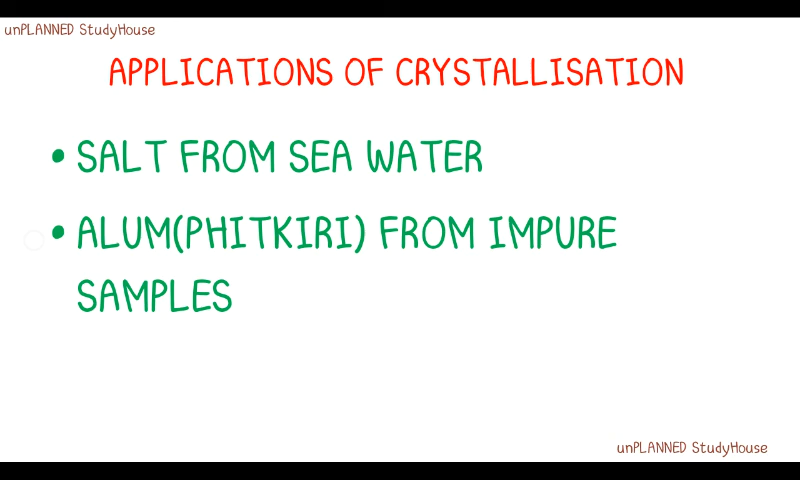 unPLANNED StudyHouse
APPLICATIONS OF CRYSTALLISATION
• SALT FROM SEA WATER
• ALUM(PHITKIRI) FROM IMPURE
SAMPLES
unPLANNED StudyHouse